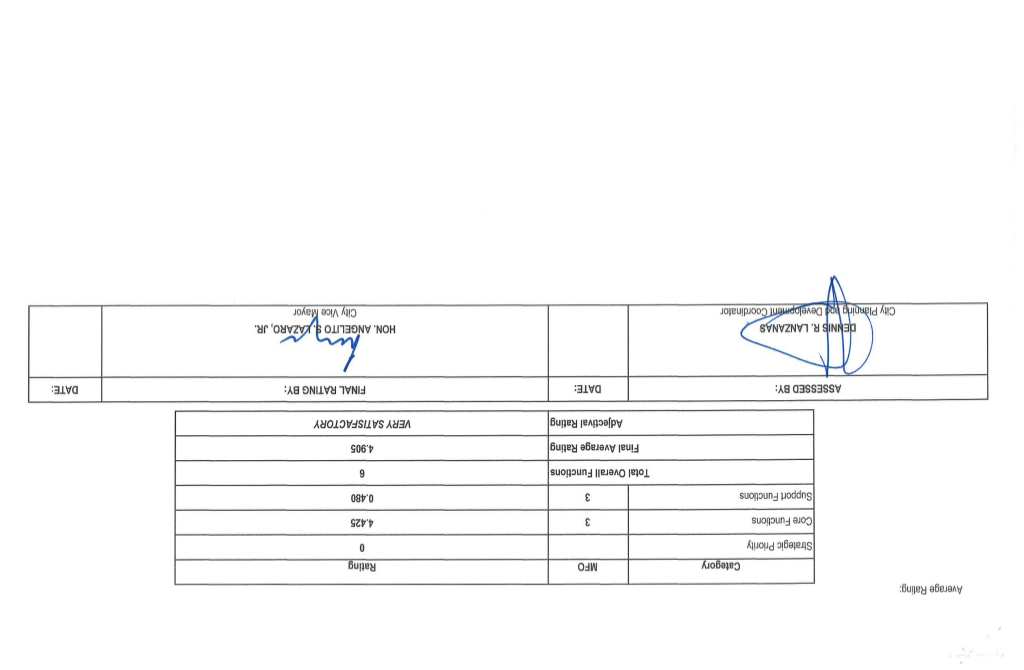 Average Rating:
Category MFO Rating
Strategic Priority 0
Core Functions 3 4.425
Support Functions 3 0.480
Total Overall Functions 6
Final Average Rating 4.905
Adjectival Rating VERY SATISFACTORY
ASSESSED BY: DATE: FINAL RATING BY: DATE:
DENNIS R. LANZANAS HON. ANGELITO S. LAZARO, JR.
City Planning and Development Coordinator City Vice Mayor